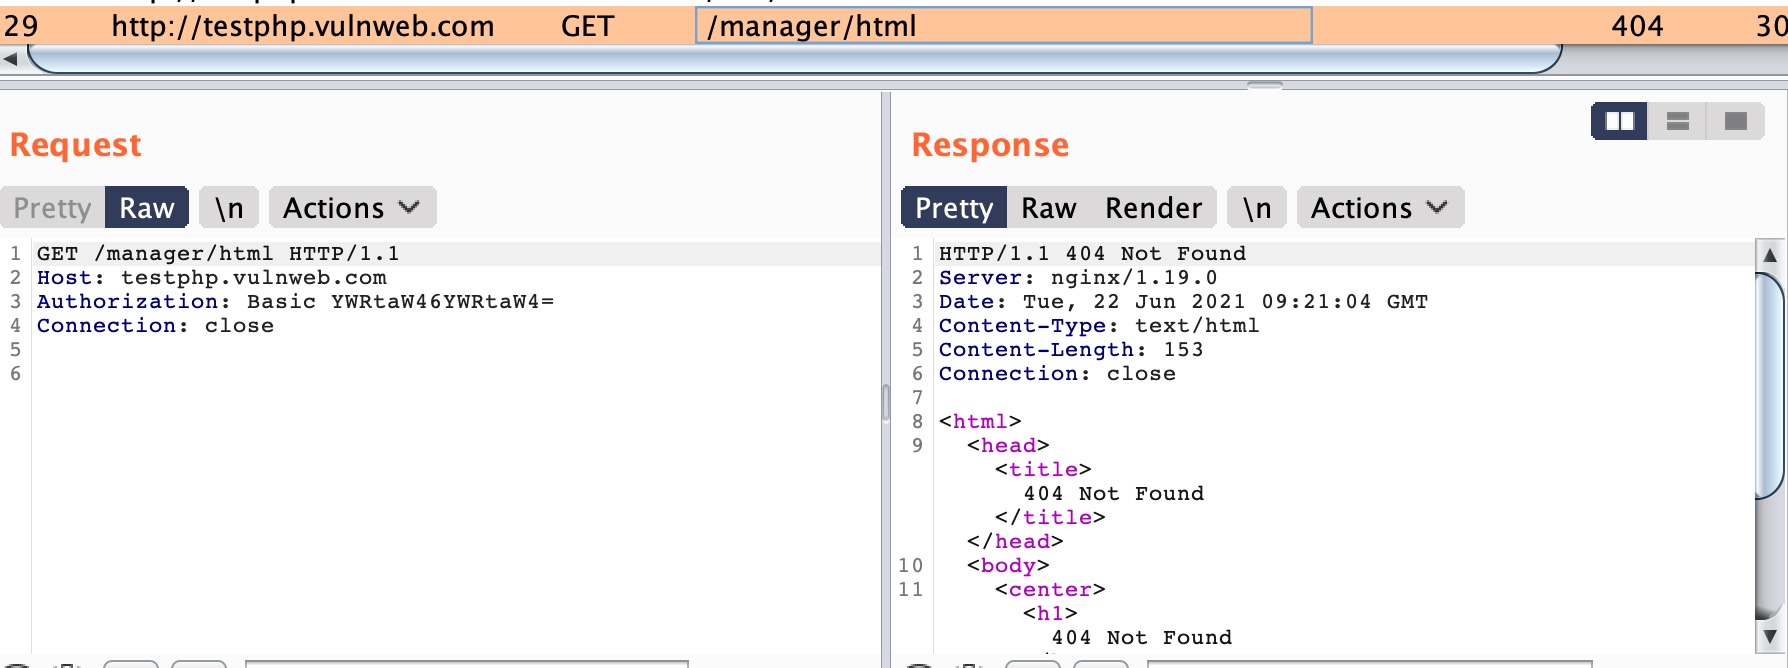 29 http://testphp.vulnweb.com GET /manager/html 404 30
Request
Pretty Raw \n Actions
1 GET /manager/html HTTP/1.1
2 Host: testphp.vulnweb.com
3 Authorization: Basic YWRtaW46YWRtaW4=
4 Connection: close
5
6
Response
Pretty Raw Render \n Actions
1 HTTP/1.1 404 Not Found
2 Server: nginx/1.19.0
3 Date: Tue, 22 Jun 2021 09:21:04 GMT
4 Content-Type: text/html
5 Content-Length: 153
6 Connection: close
7
8 <html>
9 <head>
<title>
404 Not Found
</title>
</head>
10 <body>
11 <center>
<h1>
404 Not Found